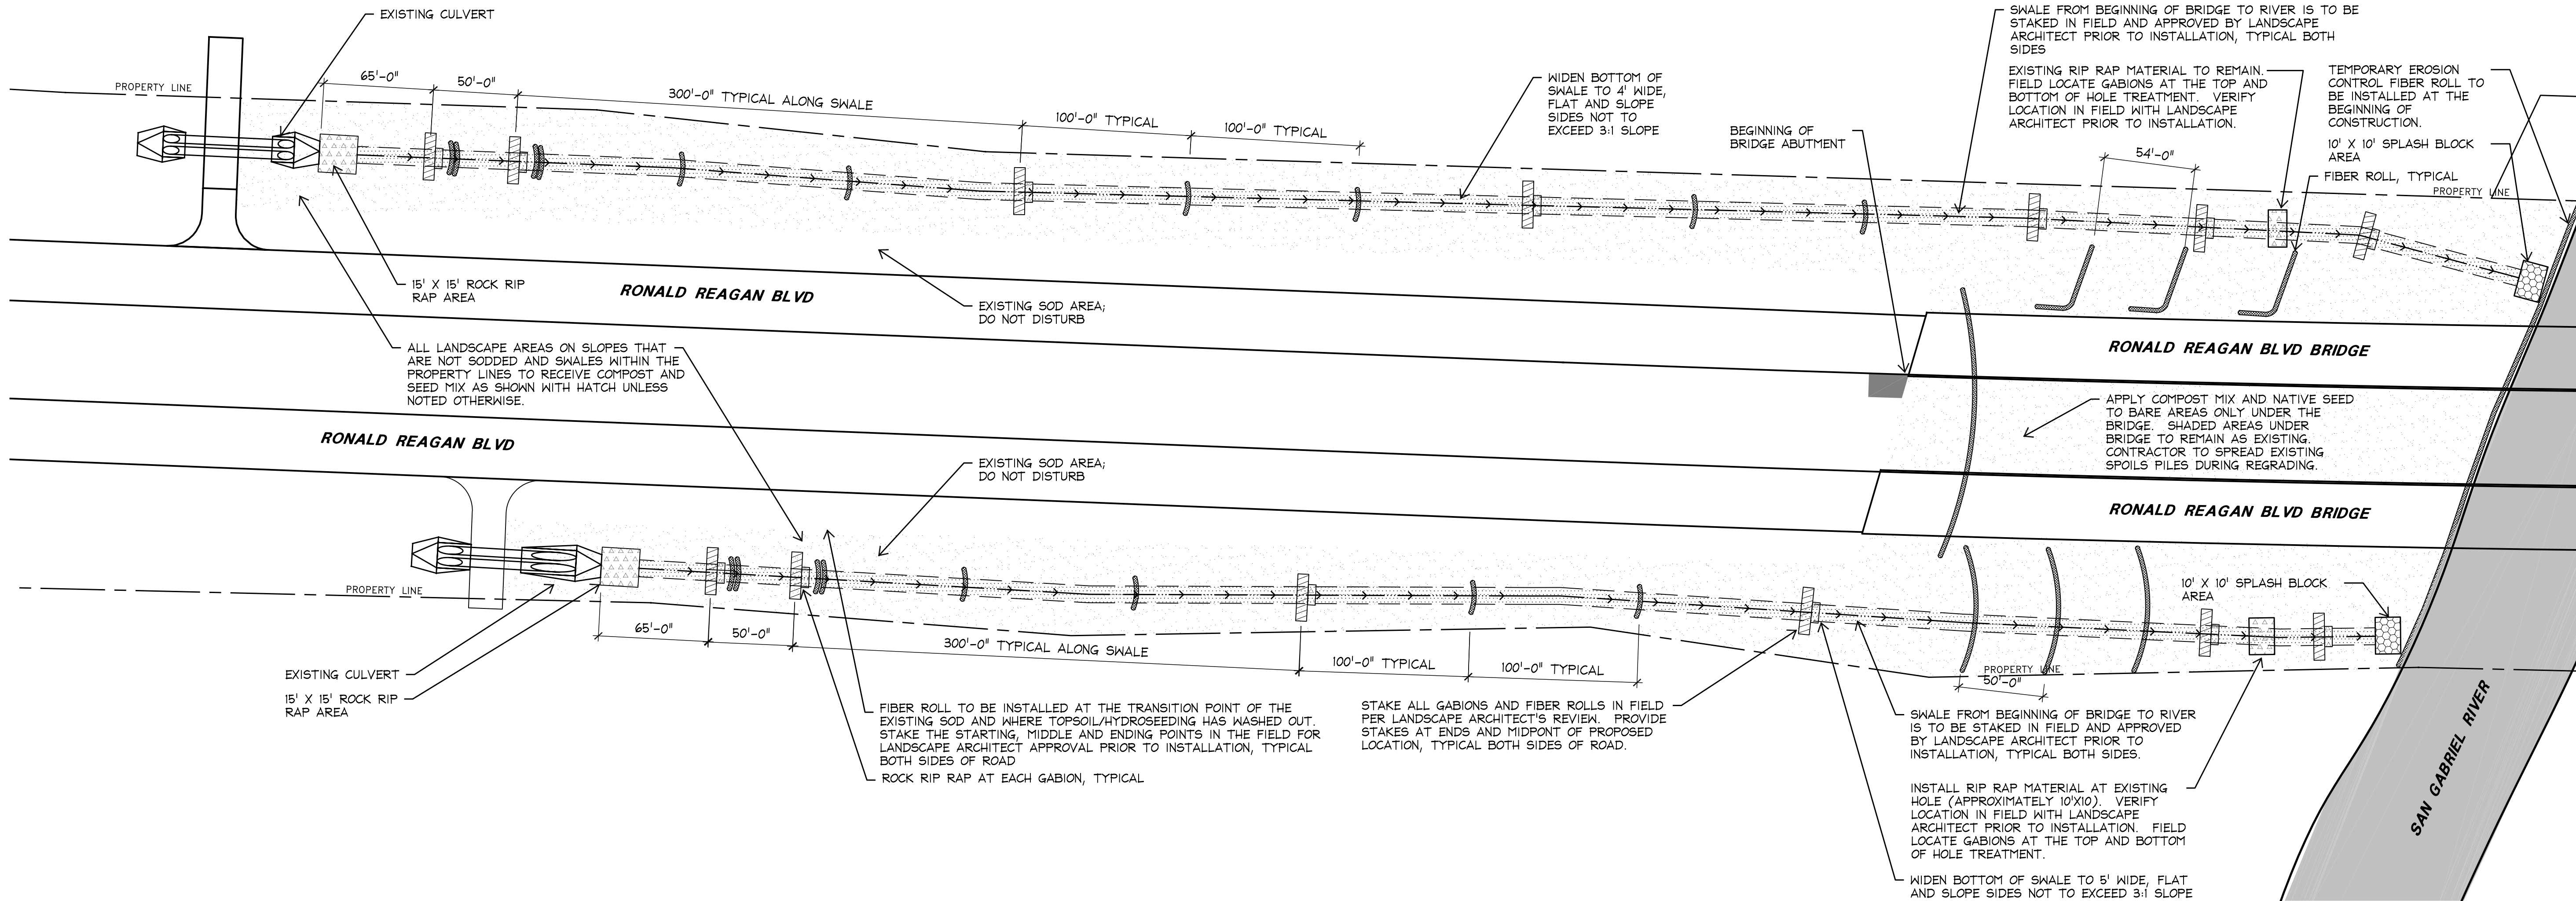 EXISTING CULVERT
PROPERTY LINE
65'-0"
50'-0"
300'-0" TYPICAL ALONG SWALE
100'-0" TYPICAL
100'-0" TYPICAL
WIDEN BOTTOM OF
SWALE TO 4' WIDE,
FLAT AND SLOPE
SIDES NOT TO
EXCEED 3:1 SLOPE
BEGINNING OF
BRIDGE ABUTMENT
SWALE FROM BEGINNING OF BRIDGE TO RIVER IS TO BE
STAKED IN FIELD AND APPROVED BY LANDSCAPE
ARCHITECT PRIOR TO INSTALLATION, TYPICAL BOTH
SIDES
EXISTING RIP RAP MATERIAL TO REMAIN.
FIELD LOCATE GABIONS AT THE TOP AND
BOTTOM OF HOLE TREATMENT. VERIFY
LOCATION IN FIELD WITH LANDSCAPE
ARCHITECT PRIOR TO INSTALLATION.
TEMPORARY EROSION
CONTROL FIBER ROLL TO
BE INSTALLED AT THE
BEGINNING OF
CONSTRUCTION.
10' X 10' SPLASH BLOCK
AREA
54'-0"
FIBER ROLL, TYPICAL
PROPERTY LINE
15' X 15' ROCK RIP
RAP AREA
RONALD REAGAN BLVD
EXISTING SOD AREA;
DO NOT DISTURB
ALL LANDSCAPE AREAS ON SLOPES THAT
ARE NOT SODDED AND SWALES WITHIN THE
PROPERTY LINES TO RECEIVE COMPOST AND
SEED MIX AS SHOWN WITH HATCH UNLESS
NOTED OTHERWISE.
RONALD REAGAN BLVD BRIDGE
APPLY COMPOST MIX AND NATIVE SEED
TO BARE AREAS ONLY UNDER THE
BRIDGE. SHADED AREAS UNDER
BRIDGE TO REMAIN AS EXISTING.
CONTRACTOR TO SPREAD EXISTING
SPOILS PILES DURING REGRADING.
RONALD REAGAN BLVD
EXISTING SOD AREA;
DO NOT DISTURB
RONALD REAGAN BLVD BRIDGE
PROPERTY LINE
65'-0"
50'-0"
300'-0" TYPICAL ALONG SWALE
100'-0" TYPICAL
100'-0" TYPICAL
10' X 10' SPLASH BLOCK
AREA
PROPERTY LINE
50'-0"
EXISTING CULVERT
15' X 15' ROCK RIP
RAP AREA
FIBER ROLL TO BE INSTALLED AT THE TRANSITION POINT OF THE
EXISTING SOD AND WHERE TOPSOIL/HYDROSEEDING HAS WASHED OUT.
STAKE THE STARTING, MIDDLE AND ENDING POINTS IN THE FIELD FOR
LANDSCAPE ARCHITECT APPROVAL PRIOR TO INSTALLATION, TYPICAL
BOTH SIDES OF ROAD
ROCK RIP RAP AT EACH GABION, TYPICAL
STAKE ALL GABIONS AND FIBER ROLLS IN FIELD
PER LANDSCAPE ARCHITECT'S REVIEW. PROVIDE
STAKES AT ENDS AND MIDPONT OF PROPOSED
LOCATION, TYPICAL BOTH SIDES OF ROAD.
SWALE FROM BEGINNING OF BRIDGE TO RIVER
IS TO BE STAKED IN FIELD AND APPROVED
BY LANDSCAPE ARCHITECT PRIOR TO
INSTALLATION, TYPICAL BOTH SIDES.
INSTALL RIP RAP MATERIAL AT EXISTING
HOLE (APPROXIMATELY 10'X10). VERIFY
LOCATION IN FIELD WITH LANDSCAPE
ARCHITECT PRIOR TO INSTALLATION. FIELD
LOCATE GABIONS AT THE TOP AND BOTTOM
OF HOLE TREATMENT.
WIDEN BOTTOM OF SWALE TO 5' WIDE, FLAT
AND SLOPE SIDES NOT TO EXCEED 3:1 SLOPE
SAN GABRIEL RIVER